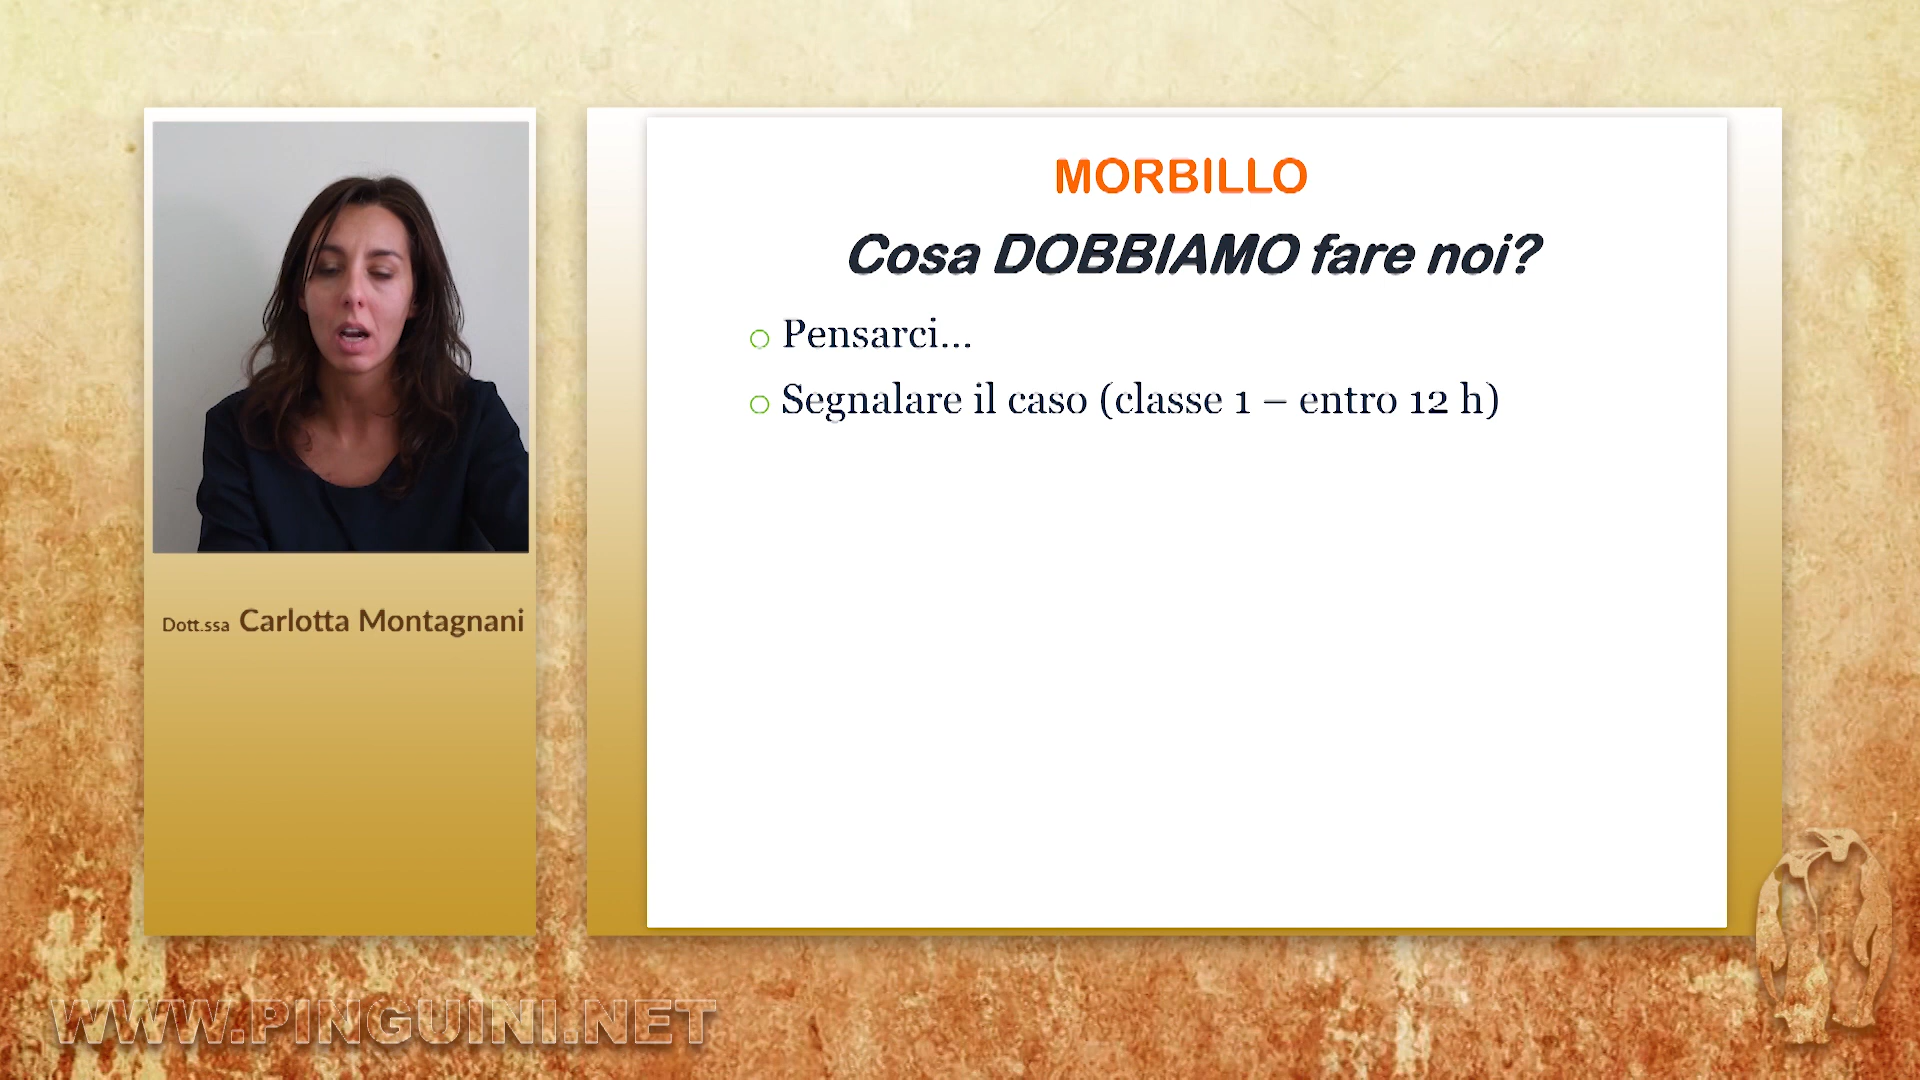 MORBILLO
Cosa DOBBIAMO fare noi?
Pensarci...
Segnalare il caso (classe 1 – entro 12 h)
Dott.ssa Carlotta Montagnani
WWW.PINGUINI.NET